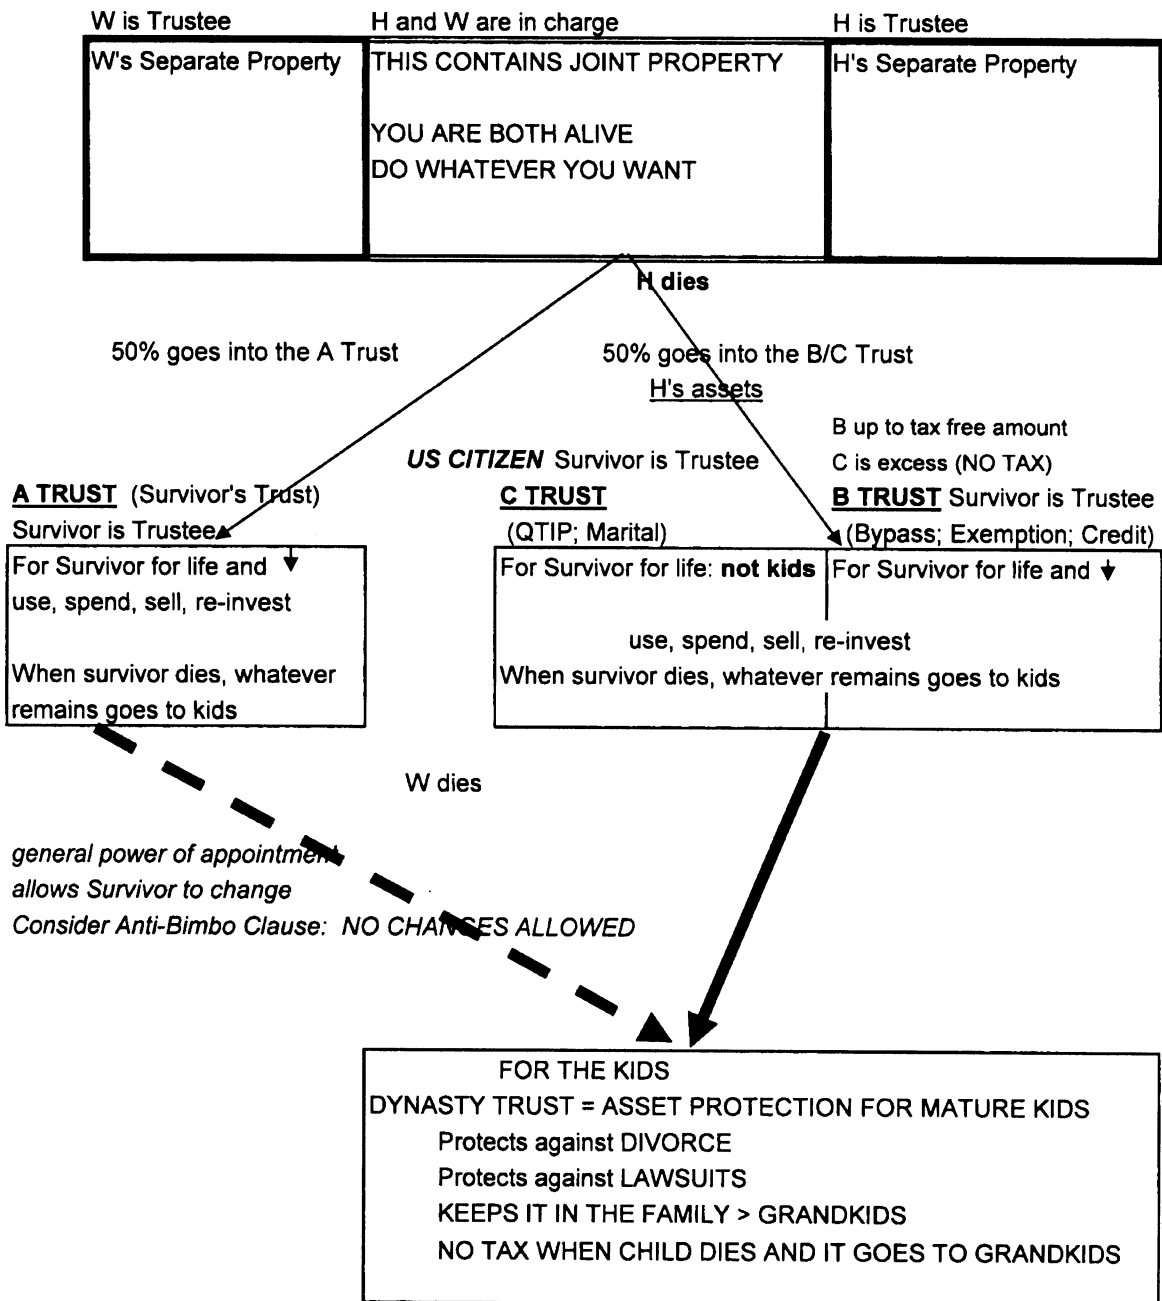 W is Trustee
H and W are in charge
H is Trustee
W's Separate Property
THIS CONTAINS JOINT PROPERTY
H's Separate Property
YOU ARE BOTH ALIVE
DO WHATEVER YOU WANT
H dies
50% goes into the A Trust
50% goes into the B/C Trust
H's assets
B up to tax free amount
US CITIZEN Survivor is Trustee
C is excess (NO TAX)
A TRUST (Survivor's Trust)
C TRUST
B TRUST Survivor is Trustee
Survivor is Trustee
(QTIP; Marital)
(Bypass; Exemption; Credit)
For Survivor for life and
use, spend, sell, re-invest
When survivor dies, whatever
remains goes to kids
For Survivor for life: not kids
For Survivor for life and
use, spend, sell, re-invest
When survivor dies, whatever remains goes to kids
W dies
general power of appointment
allows Survivor to change
Consider Anti-Bimbo Clause: NO CHANGES ALLOWED
FOR THE KIDS
DYNASTY TRUST = ASSET PROTECTION FOR MATURE KIDS
Protects against DIVORCE
Protects against LAWSUITS
KEEPS IT IN THE FAMILY > GRANDKIDS
NO TAX WHEN CHILD DIES AND IT GOES TO GRANDKIDS